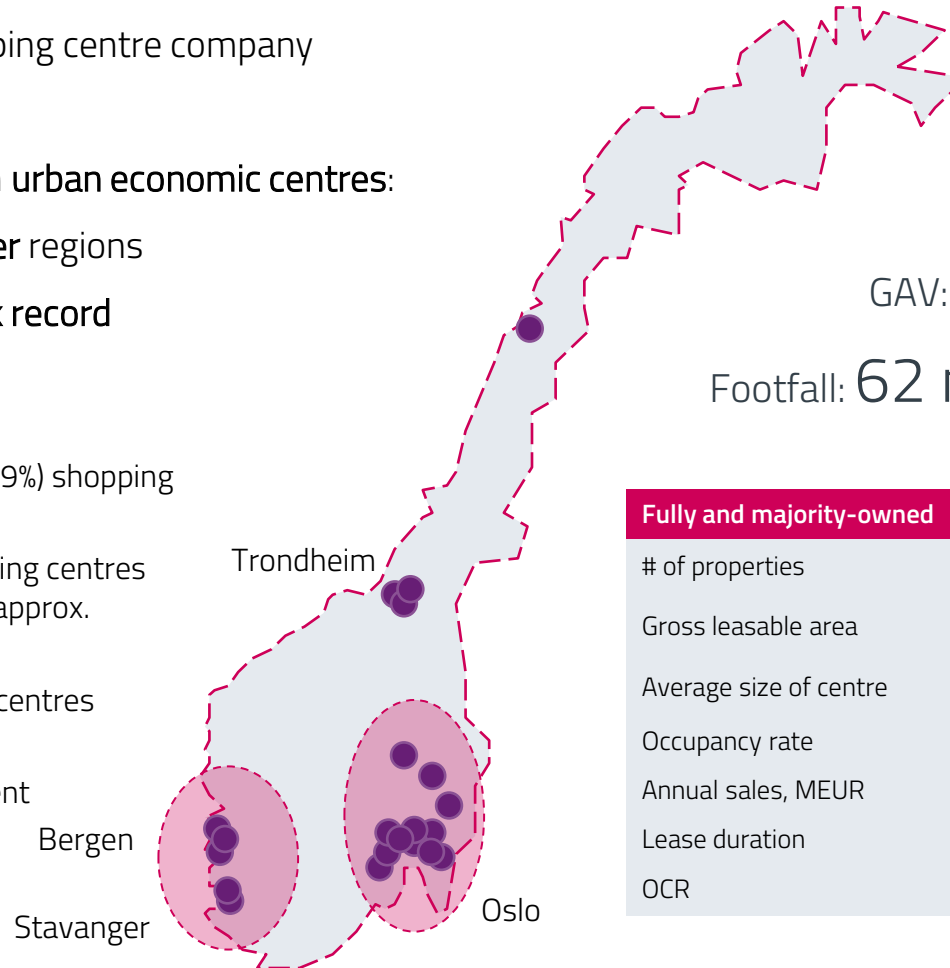 ping centre company
urban economic centres:
er regions
k record
GAV:
Footfall: 62
9%) shopping
Trondheim
ing centres
approx.
centres
ent
Bergen
Stavanger
Oslo
Fully and majority-owned
# of properties
Gross leasable area
Average size of centre
Occupancy rate
Annual sales, MEUR
Lease duration
OCR